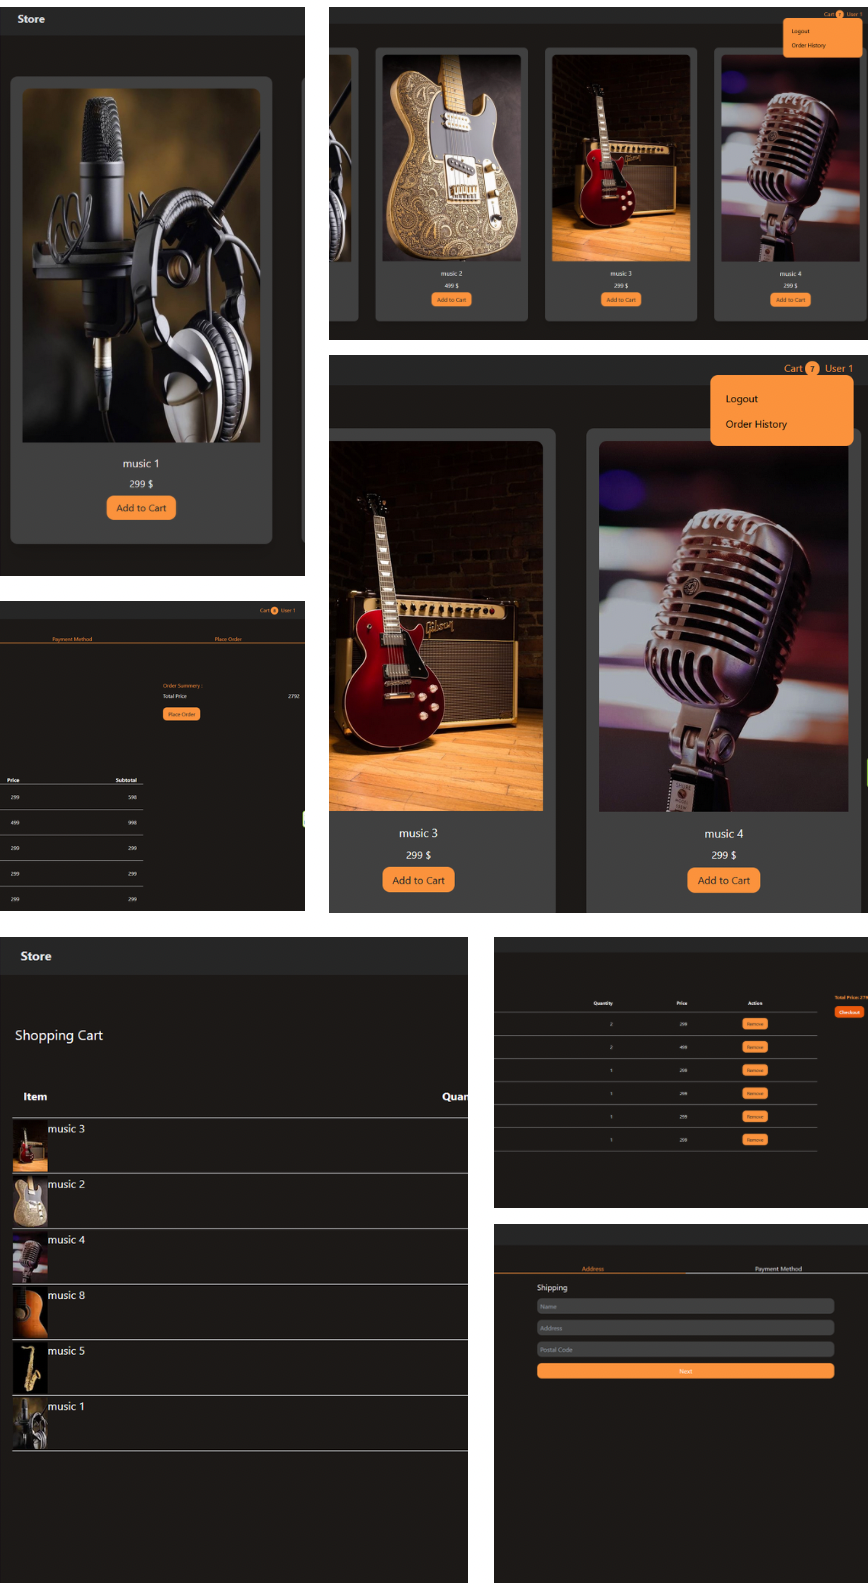 Store
music 1
299 $
Add to Cart
Cart User 1
Logout
Order History
music 2
499 $
Add to Cart
music 3
299 $
Add to Cart
music 4
299 $
Add to Cart
Cart 7 User 1
Logout
Order History
Gibson
music 3
299 $
Add to Cart
music 4
299 $
Add to Cart
Cart User 1
Payment Method Place Order
Order Summery :
Total Price 2792
Place Order
Price Subtotal
299 598
499 998
299 299
299 299
299 299
Store
Shopping Cart
Item Quan
music 3
music 2
music 4
music 8
music 5
music 1
Quantity Price Action
Total Price: 279
Checkout
2 299 Remove
2 499 Remove
1 299 Remove
1 299 Remove
1 299 Remove
1 299 Remove
Address Payment Method
Shipping
Name
Address
Postal Code
Next